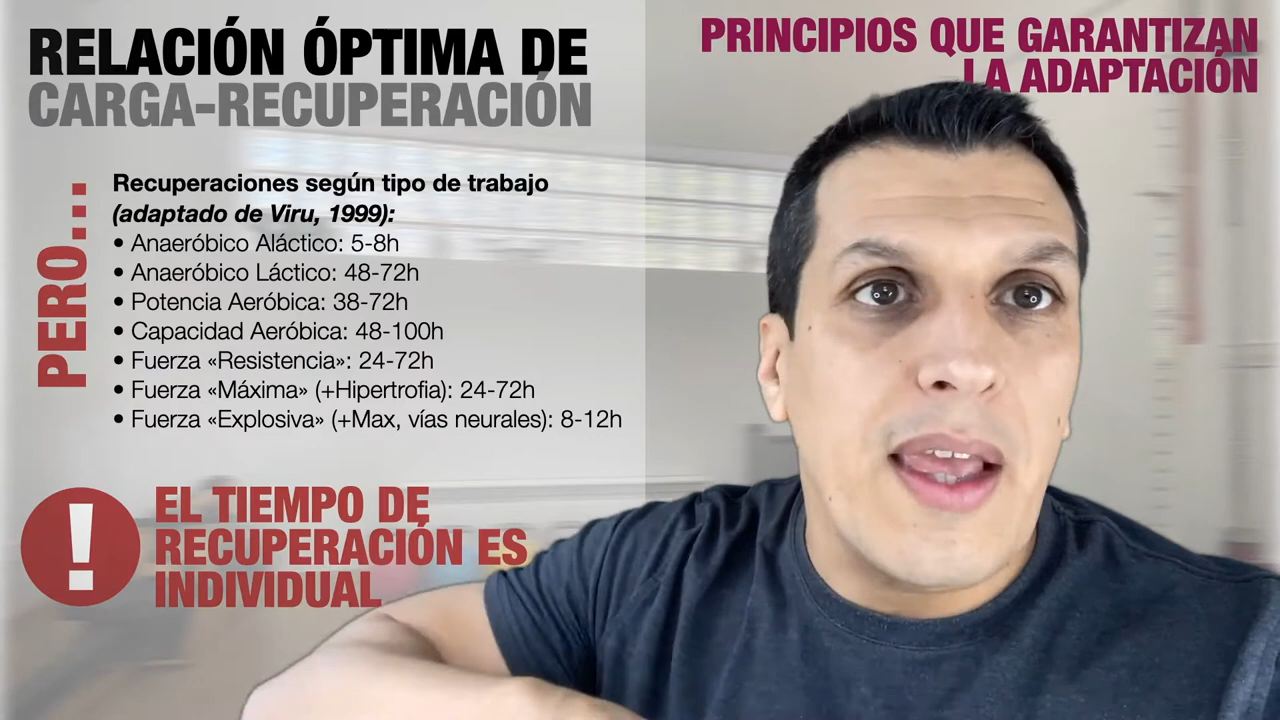 RELACIÓN ÓPTIMA DE
CARGA-RECUPERACIÓN
PRINCIPIOS QUE GARANTIZAN
LA ADAPTACIÓN
PERO...
Recuperaciones según tipo de trabajo
(adaptado de Viru, 1999):
• Anaeróbico Aláctico: 5-8h
• Anaeróbico Láctico: 48-72h
• Potencia Aeróbica: 38-72h
• Capacidad Aeróbica: 48-100h
• Fuerza «Resistencia»: 24-72h
• Fuerza «Máxima» (+Hipertrofia): 24-72h
• Fuerza «Explosiva» (+Max, vías neurales): 8-12h
!
EL TIEMPO DE
RECUPERACIÓN ES
INDIVIDUAL